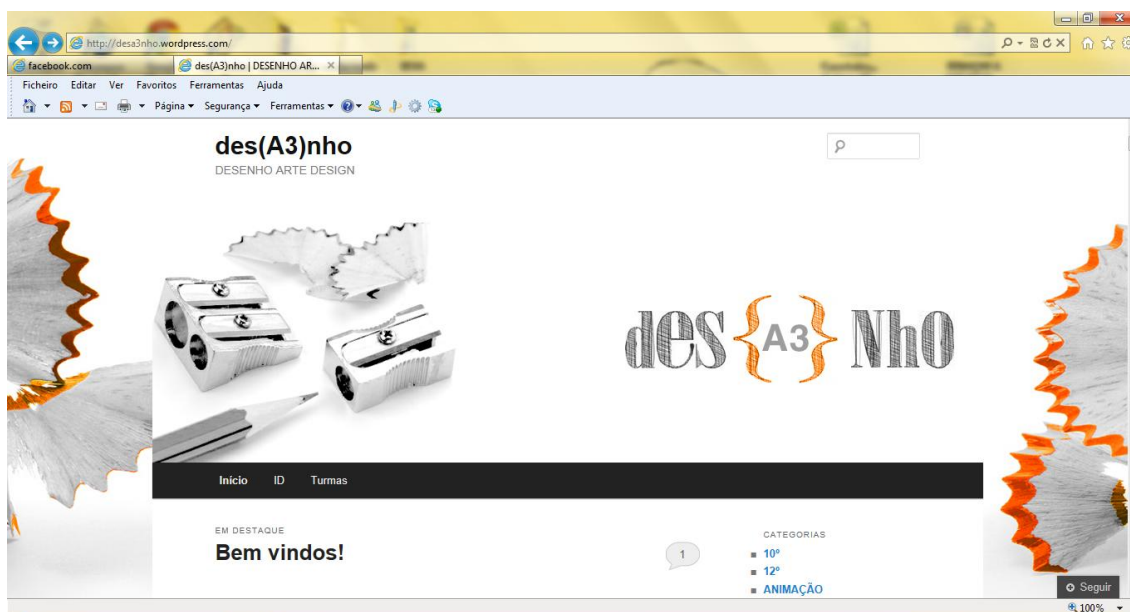 http://desa3nho.wordpress.com/
facebook.com
des(A3)nho | DESENHO AR...
Ficheiro Editar Ver Favoritos Ferramentas Ajuda
Página Segurança Ferramentas
des(A3)nho
DESENHO ARTE DESIGN
des{A3}Nho
Início ID Turmas
EM DESTAQUE
Bem vindos!
1
CATEGORIAS
10º
12º
ANIMAÇÃO
Seguir
100%